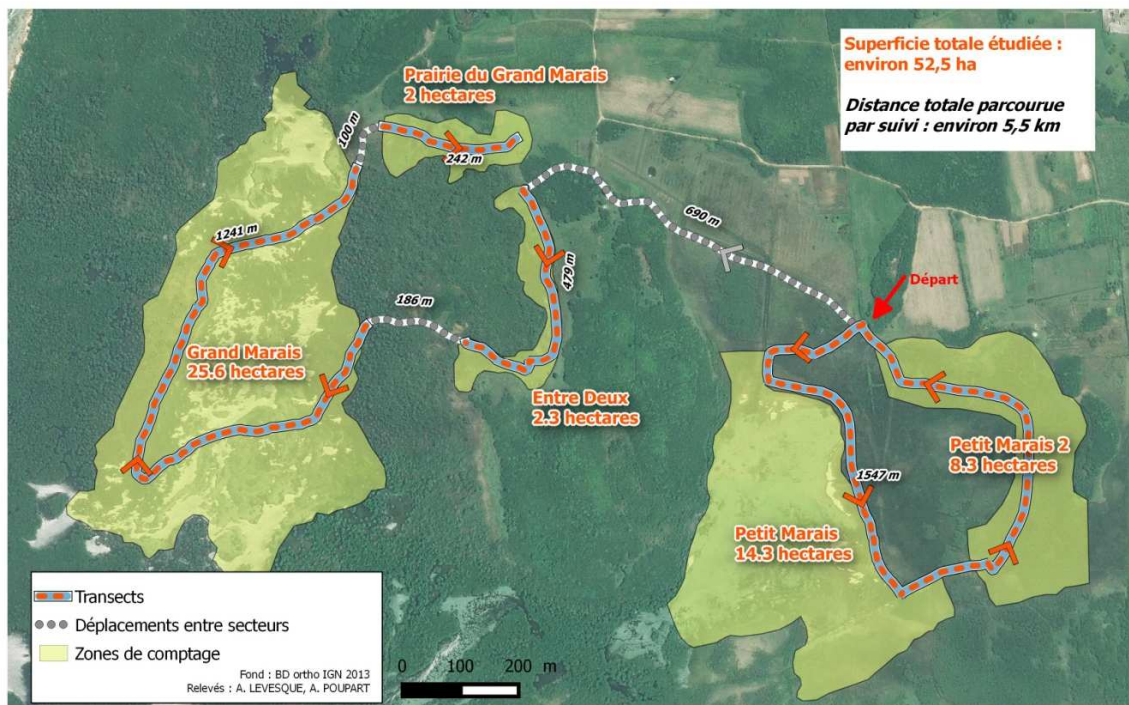 Superficie totale étudiée :
environ 52,5 ha
Distance totale parcourue
par suivi : environ 5,5 km
Prairie du Grand Marais
2 hectares
100 m
242 m
690 m
1241 m
479 m
186 m
Départ
Grand Marais
25.6 hectares
Entre Deux
2.3 hectares
Petit Marais 2
8.3 hectares
1547 m
Petit Marais
14.3 hectares
Transects
Déplacements entre secteurs
Zones de comptage
Fond : BD ortho IGN 2013
Relevés : A. LEVESQUE, A. POUPART
0 100 200 m